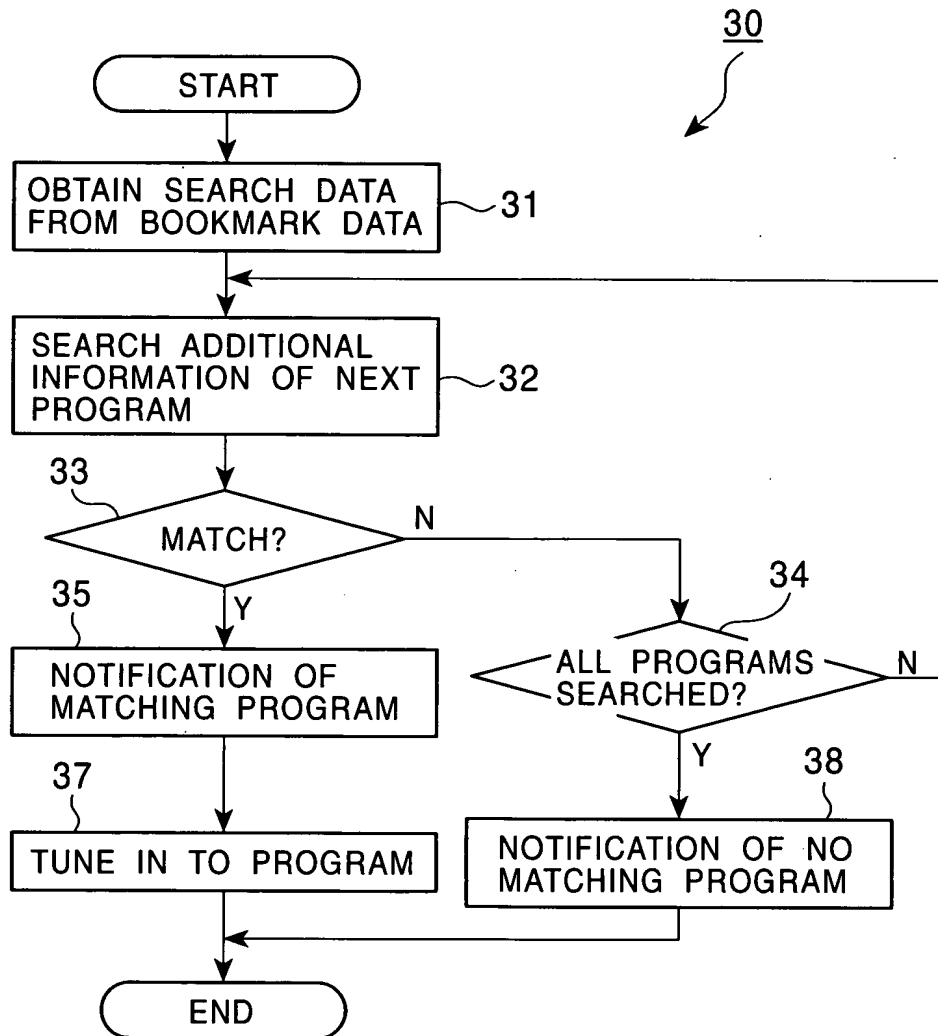 30
START
OBTAIN SEARCH DATA
FROM BOOKMARK DATA
31
SEARCH ADDITIONAL
INFORMATION OF NEXT
PROGRAM
32
33
MATCH?
N
Y
34
ALL PROGRAMS
SEARCHED?
N
Y
35
NOTIFICATION OF
MATCHING PROGRAM
37
TUNE IN TO PROGRAM
38
NOTIFICATION OF NO
MATCHING PROGRAM
END